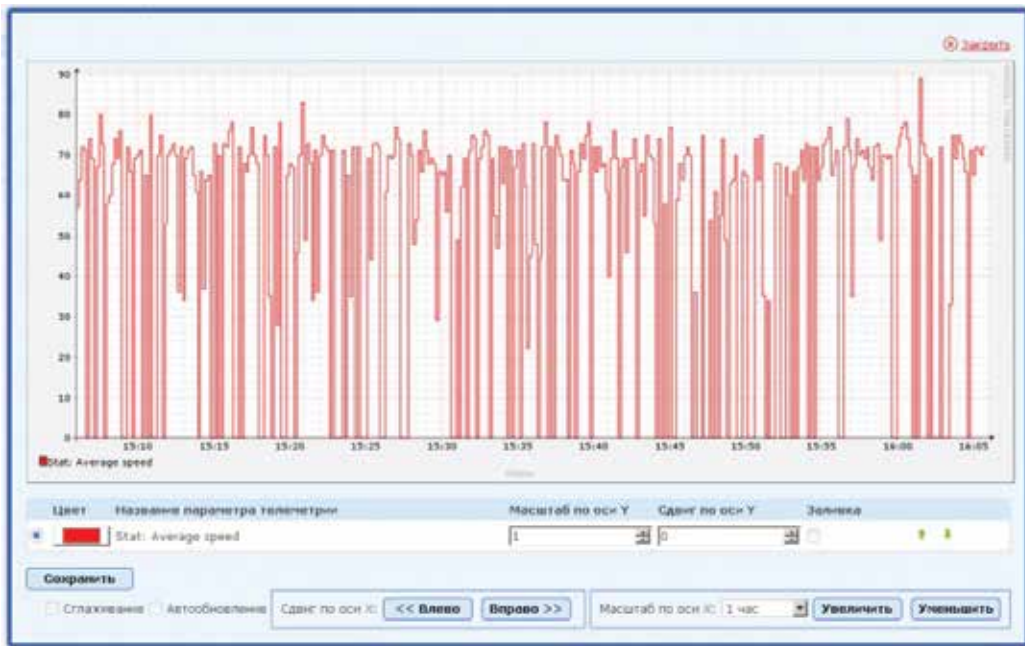 Закрыть
90
80
70
60
50
40
30
20
10
0
15:10 15:15 15:20 15:25 15:30 15:35 15:40 15:45 15:50 15:55 16:00 16:05
Stat: Average speed
Цвет Название параметра телеметрии Масштаб по оси Y Сдвиг по оси Y Заливка
Stat: Average speed 1 0
Сохранить
Сглаживание Автообновление Сдвиг по оси X: << Влево Вправо >> Масштаб по оси X: 1 час Увеличить Уменьшить